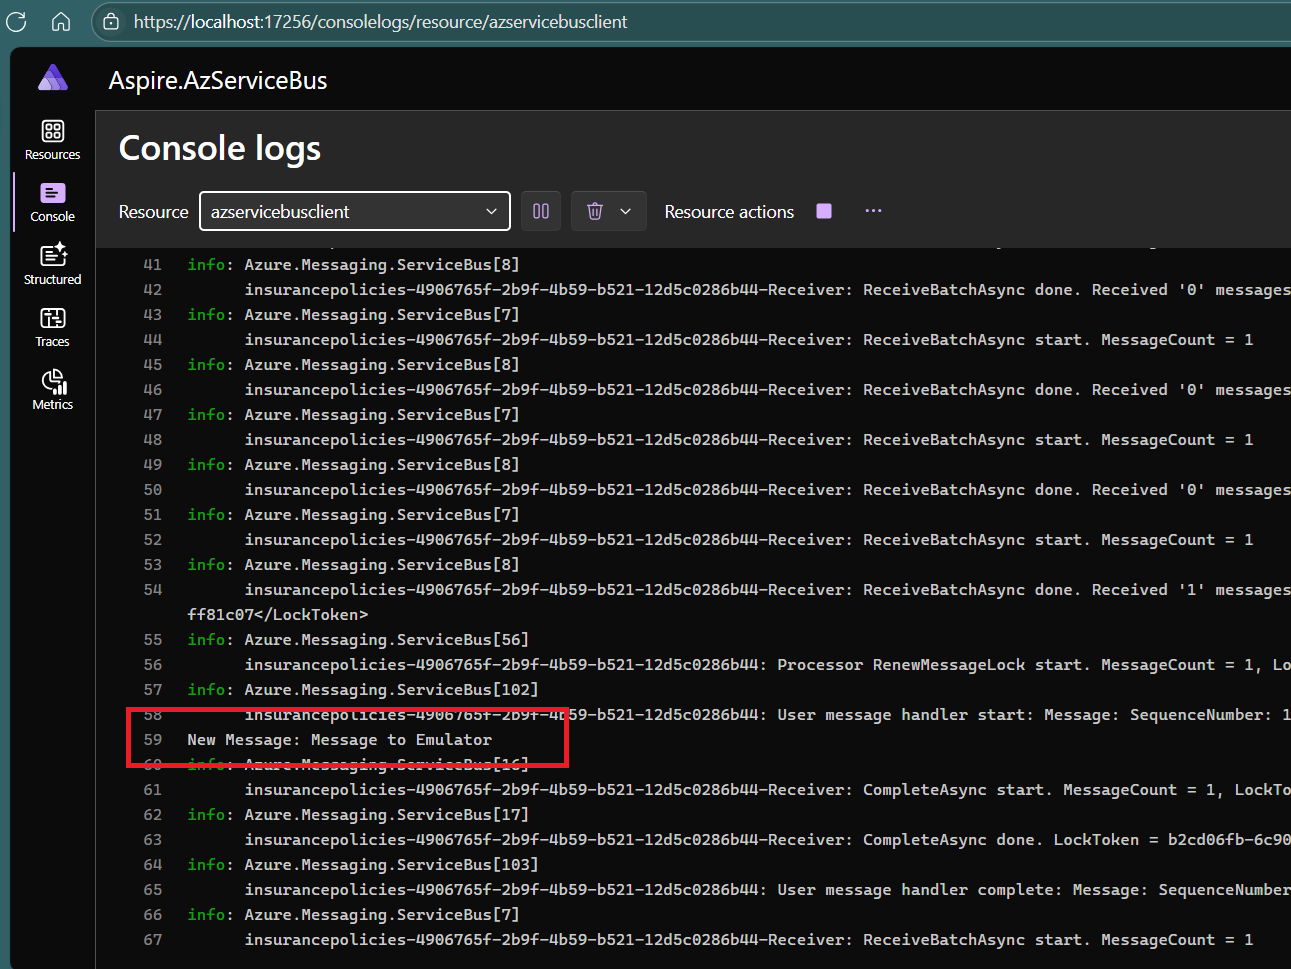 https://localhost:17256/consolelogs/resource/azservicebusclient
Aspire.AzServiceBus
Resources
Console
Structured
Traces
Metrics
Console logs
Resource azservicebusclient Resource actions
41 info: Azure.Messaging.ServiceBus[8]
42 insurancepolicies-4906765f-2b9f-4b59-b521-12d5c0286b44-Receiver: ReceiveBatchAsync done. Received '0' messages
43 info: Azure.Messaging.ServiceBus[7]
44 insurancepolicies-4906765f-2b9f-4b59-b521-12d5c0286b44-Receiver: ReceiveBatchAsync start. MessageCount = 1
45 info: Azure.Messaging.ServiceBus[8]
46 insurancepolicies-4906765f-2b9f-4b59-b521-12d5c0286b44-Receiver: ReceiveBatchAsync done. Received '0' messages
47 info: Azure.Messaging.ServiceBus[7]
48 insurancepolicies-4906765f-2b9f-4b59-b521-12d5c0286b44-Receiver: ReceiveBatchAsync start. MessageCount = 1
49 info: Azure.Messaging.ServiceBus[8]
50 insurancepolicies-4906765f-2b9f-4b59-b521-12d5c0286b44-Receiver: ReceiveBatchAsync done. Received '0' messages
51 info: Azure.Messaging.ServiceBus[7]
52 insurancepolicies-4906765f-2b9f-4b59-b521-12d5c0286b44-Receiver: ReceiveBatchAsync start. MessageCount = 1
53 info: Azure.Messaging.ServiceBus[8]
54 insurancepolicies-4906765f-2b9f-4b59-b521-12d5c0286b44-Receiver: ReceiveBatchAsync done. Received '1' messages
ff81c07</LockToken>
55 info: Azure.Messaging.ServiceBus[56]
56 insurancepolicies-4906765f-2b9f-4b59-b521-12d5c0286b44: Processor RenewMessageLock start. MessageCount = 1, Lo
57 info: Azure.Messaging.ServiceBus[102]
58 insurancepolicies-4906765f-2b9f-4b59-b521-12d5c0286b44: User message handler start: Message: SequenceNumber: 1
59 New Message: Message to Emulator
60 info: Azure.Messaging.ServiceBus[16]
61 insurancepolicies-4906765f-2b9f-4b59-b521-12d5c0286b44-Receiver: CompleteAsync start. MessageCount = 1, LockTo
62 info: Azure.Messaging.ServiceBus[17]
63 insurancepolicies-4906765f-2b9f-4b59-b521-12d5c0286b44-Receiver: CompleteAsync done. LockToken = b2cd06fb-6c90
64 info: Azure.Messaging.ServiceBus[103]
65 insurancepolicies-4906765f-2b9f-4b59-b521-12d5c0286b44: User message handler complete: Message: SequenceNumber
66 info: Azure.Messaging.ServiceBus[7]
67 insurancepolicies-4906765f-2b9f-4b59-b521-12d5c0286b44-Receiver: ReceiveBatchAsync start. MessageCount = 1